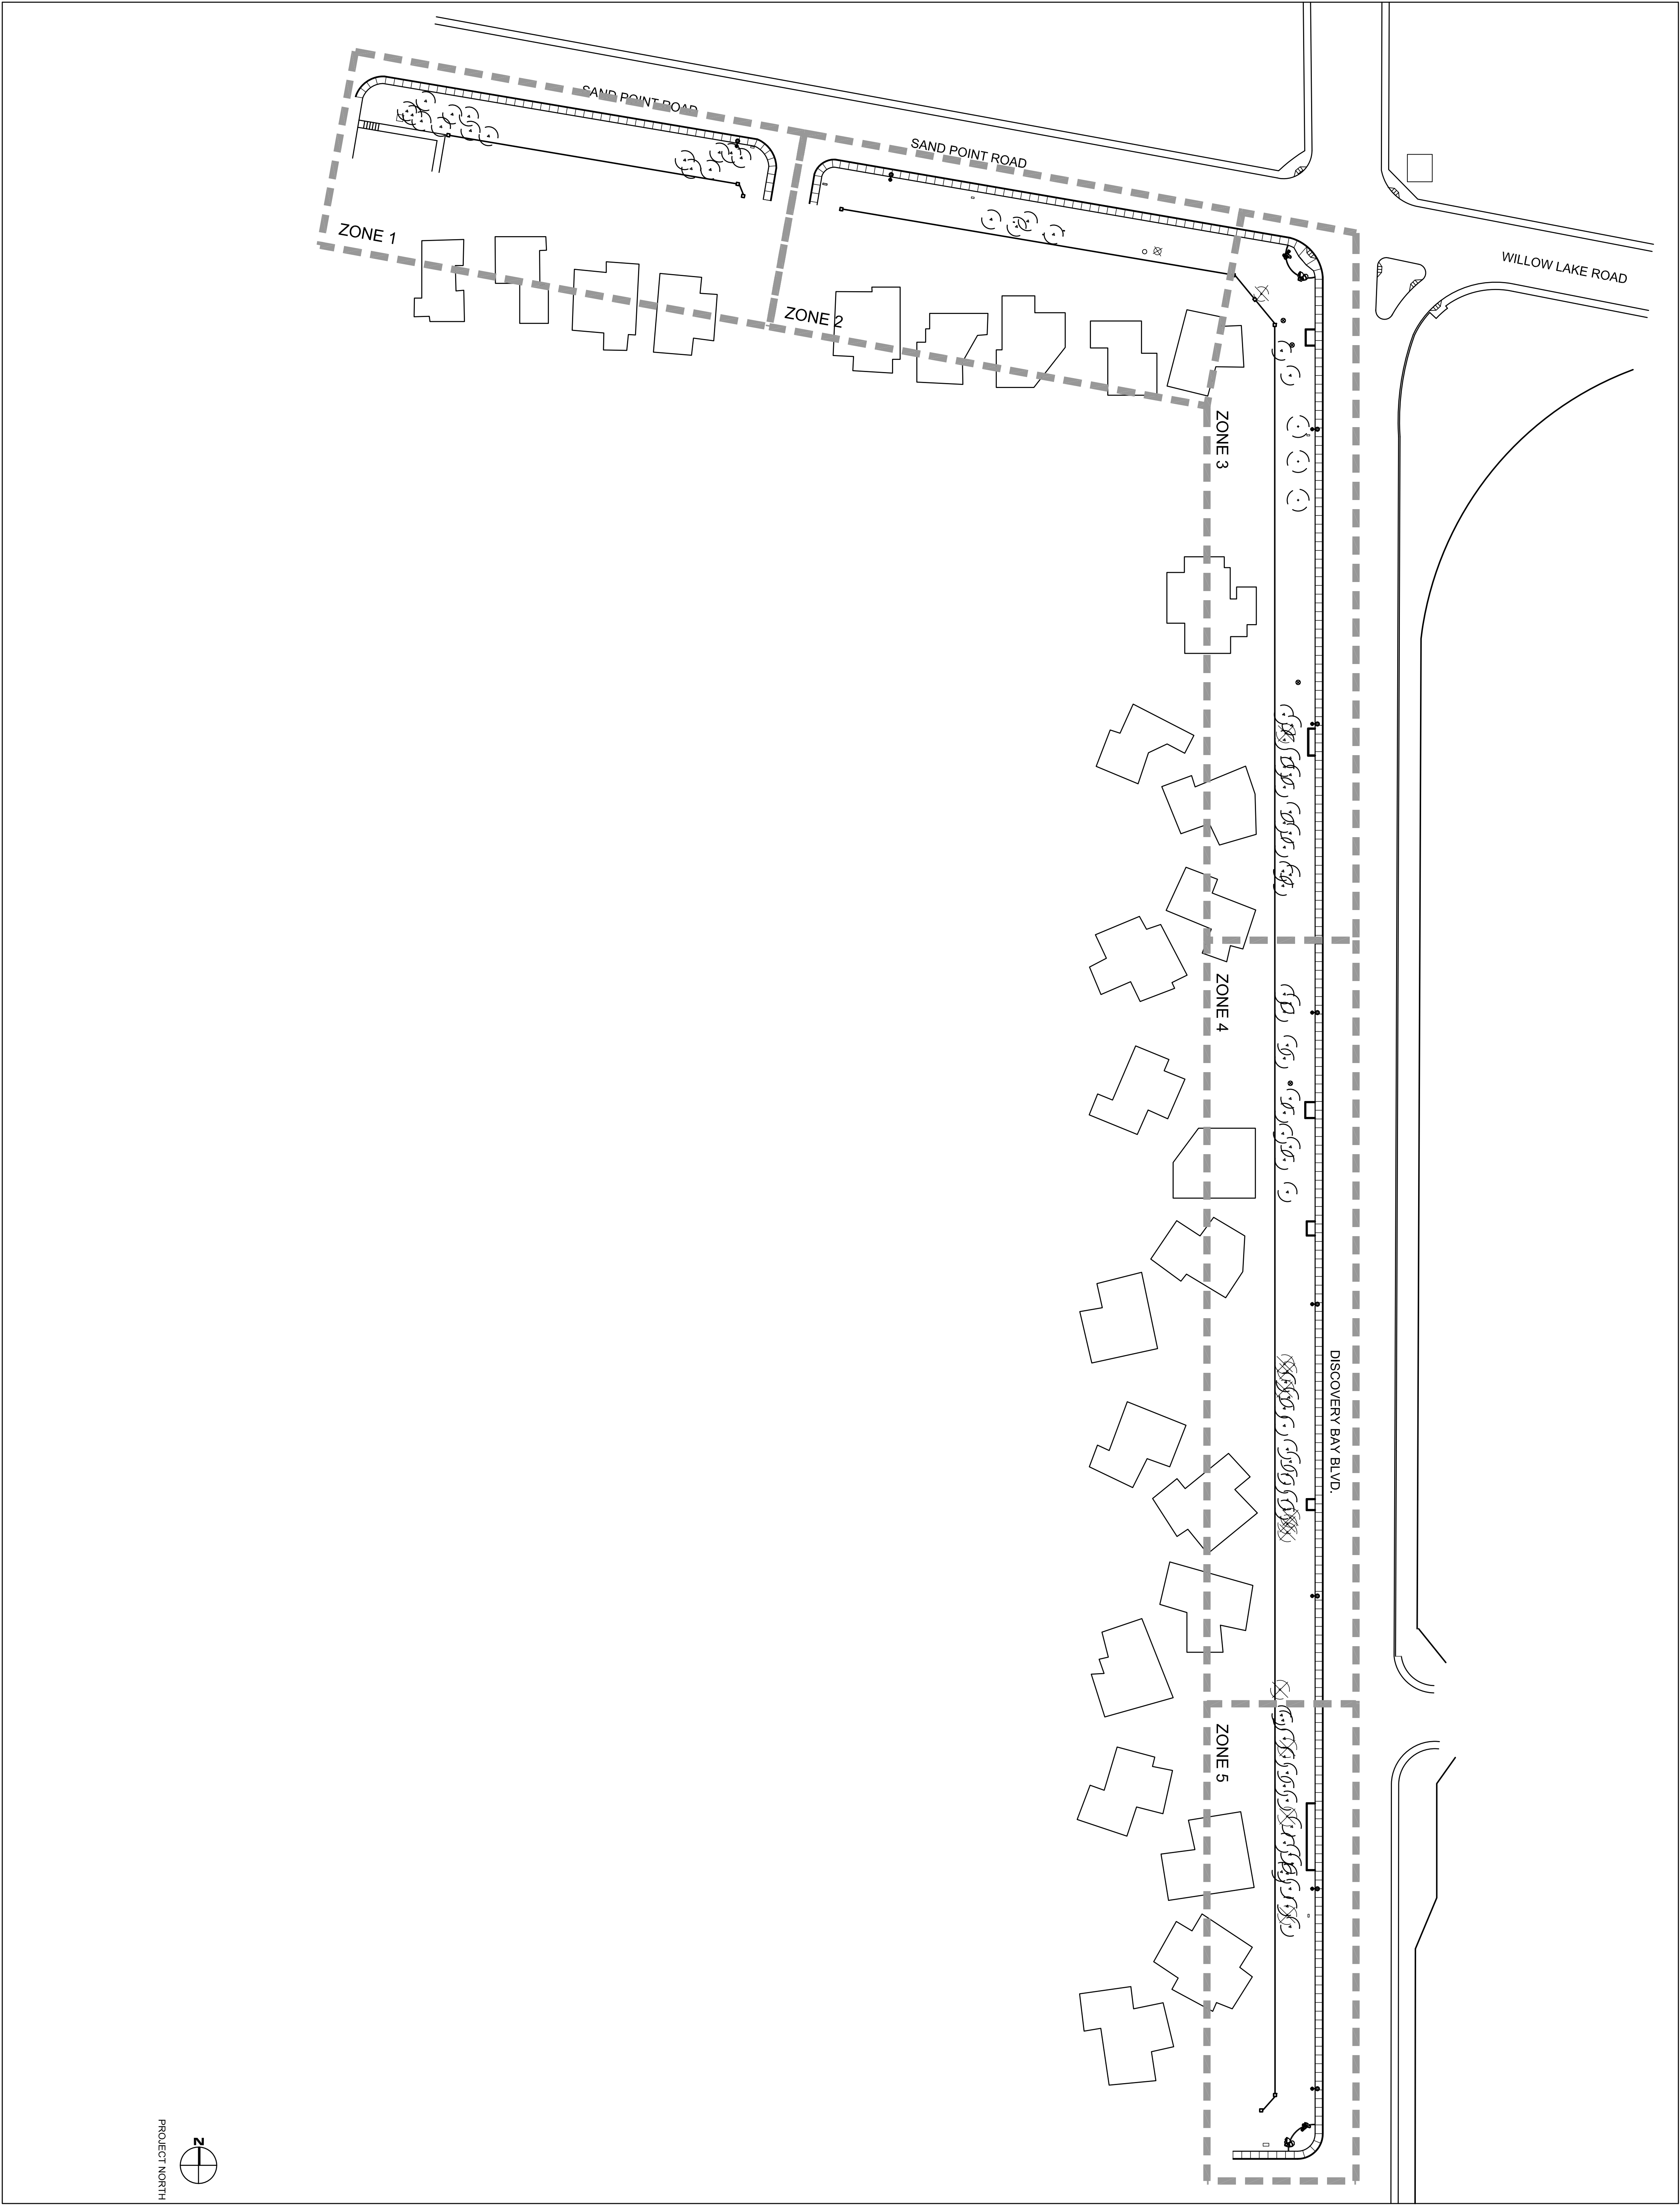 SAND POINT ROAD
SAND POINT ROAD
WILLOW LAKE ROAD
ZONE 1
ZONE 2
ZONE 3
ZONE 4
DISCOVERY BAY BLVD.
ZONE 5
N
PROJECT NORTH